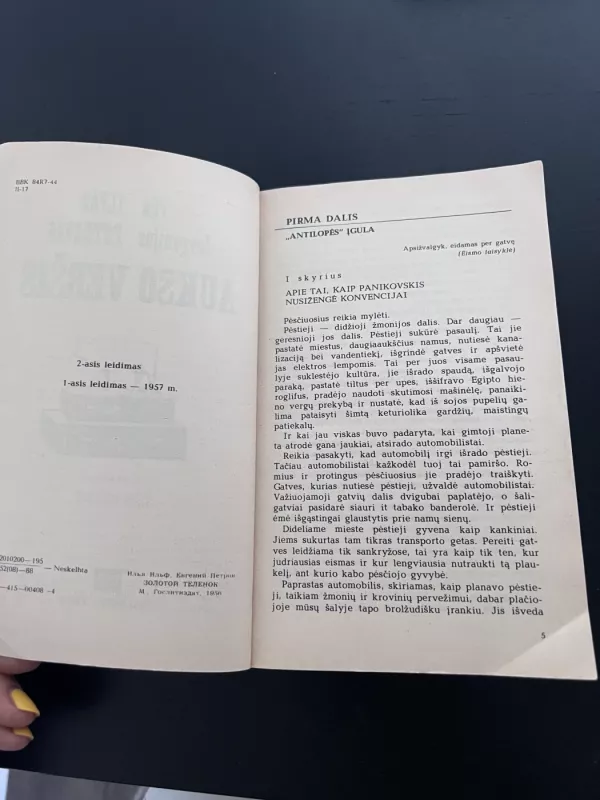 BBK 84R7-44
2-asis leidimas
1-asis leidimas — 1957 m.
2010200—195
52(08)—88
— Neskelbta
—415—00408—4
Илья Ильф, Евгений Петров
ЗОЛОТОЙ ТЕЛЕНОК
М., Гослитиздат, 1956
PIRMA DALIS
„ANTILOPĖS“ ĮGULA
Apsižvalgyk, eidamas per gatvę
(Eismo taisyklė)
I skyrius
APIE TAI, KAIP PANIKOVSKIS
NUSIŽENGĖ KONVENCIJAI
Pėsčiuosius reikia mylėti.
Pėstieji — didžioji žmonijos dalis. Dar daugiau —
geresnioji jos dalis. Pėstieji sukūrė pasaulį. Tai jie
pastatė miestus, daugiaaukščius namus, nutiesė kana-
lizaciją bei vandentiekį, išgrindė gatves ir apšvietė
jas elektros lempomis. Tai per juos visame pasau-
lyje suklestėjo kultūra, jie išrado spaudą, išgalvojo
paraką, pastatė tiltus per upes, iššifravo Egipto hie-
roglifus, pradėjo naudoti skutimosi mašinėlę, panaiki-
no vergų prekybą ir nustatė, kad iš sojos pupelių ga-
lima pataisyti šimtą keturiolika gardžių, maistingų
patiekalų.
Ir kai jau viskas buvo padaryta, kai gimtoji plane-
ta atrodė gana jaukiai, atsirado automobilistai.
Reikia pasakyti, kad automobilį irgi išrado pėstieji.
Tačiau automobilistai kažkodėl tuoj tai pamiršo. Ro-
mius ir protingus pėsčiuosius jie pradėjo traiškyti.
Gatves, kurias nutiesė pėstieji, užvaldė automobilistai.
Važiuojamoji gatvių dalis dvigubai paplatėjo, o šali-
gatviai pasidarė siauri it tabako banderolė. Ir pėstieji
ėmė išgąstingai glaustytis prie namų sienų.
Dideliame mieste pėstieji gyvena kaip kankiniai.
Jiems sukurtas tam tikras transporto getas. Pereiti gat-
ves leidžiama tik sankryžose, tai yra kaip tik ten, kur
judriausias eismas ir kur lengviausia nutraukti tą plau-
kelį, ant kurio kabo pėsčiojo gyvybė.
Paprastas automobilis, skiriamas, kaip planavo pėstie-
ji, taikiam žmonių ir krovinių pervežimui, dabar plačio-
joje mūsų šalyje tapo brolžudišku įrankiu. Jis išveda
5